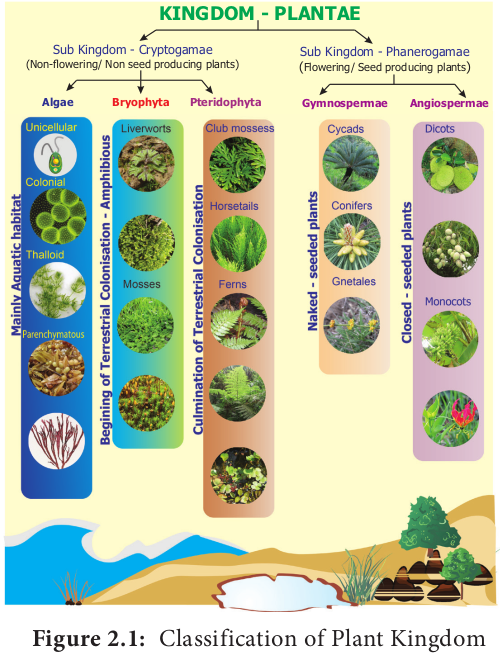 KINGDOM - PLANTAE
Sub Kingdom - Cryptogamae
(Non-flowering/ Non seed producing plants)
Sub Kingdom - Phanerogamae
(Flowering/ Seed producing plants)
Algae
Bryophyta
Pteridophyta
Gymnospermae
Angiospermae
Mainly Aquatic habitat
Unicellular
Colonial
Thalloid
Parenchymatous
Begining of Terrestrial Colonisation - Amphibious
Liverworts
Mosses
Culmination of Terrestrial Colonisation
Club mossess
Horsetails
Ferns
Naked - seeded plants
Cycads
Conifers
Gnetales
Closed - seeded plants
Dicots
Monocots
Figure 2.1: Classification of Plant Kingdom